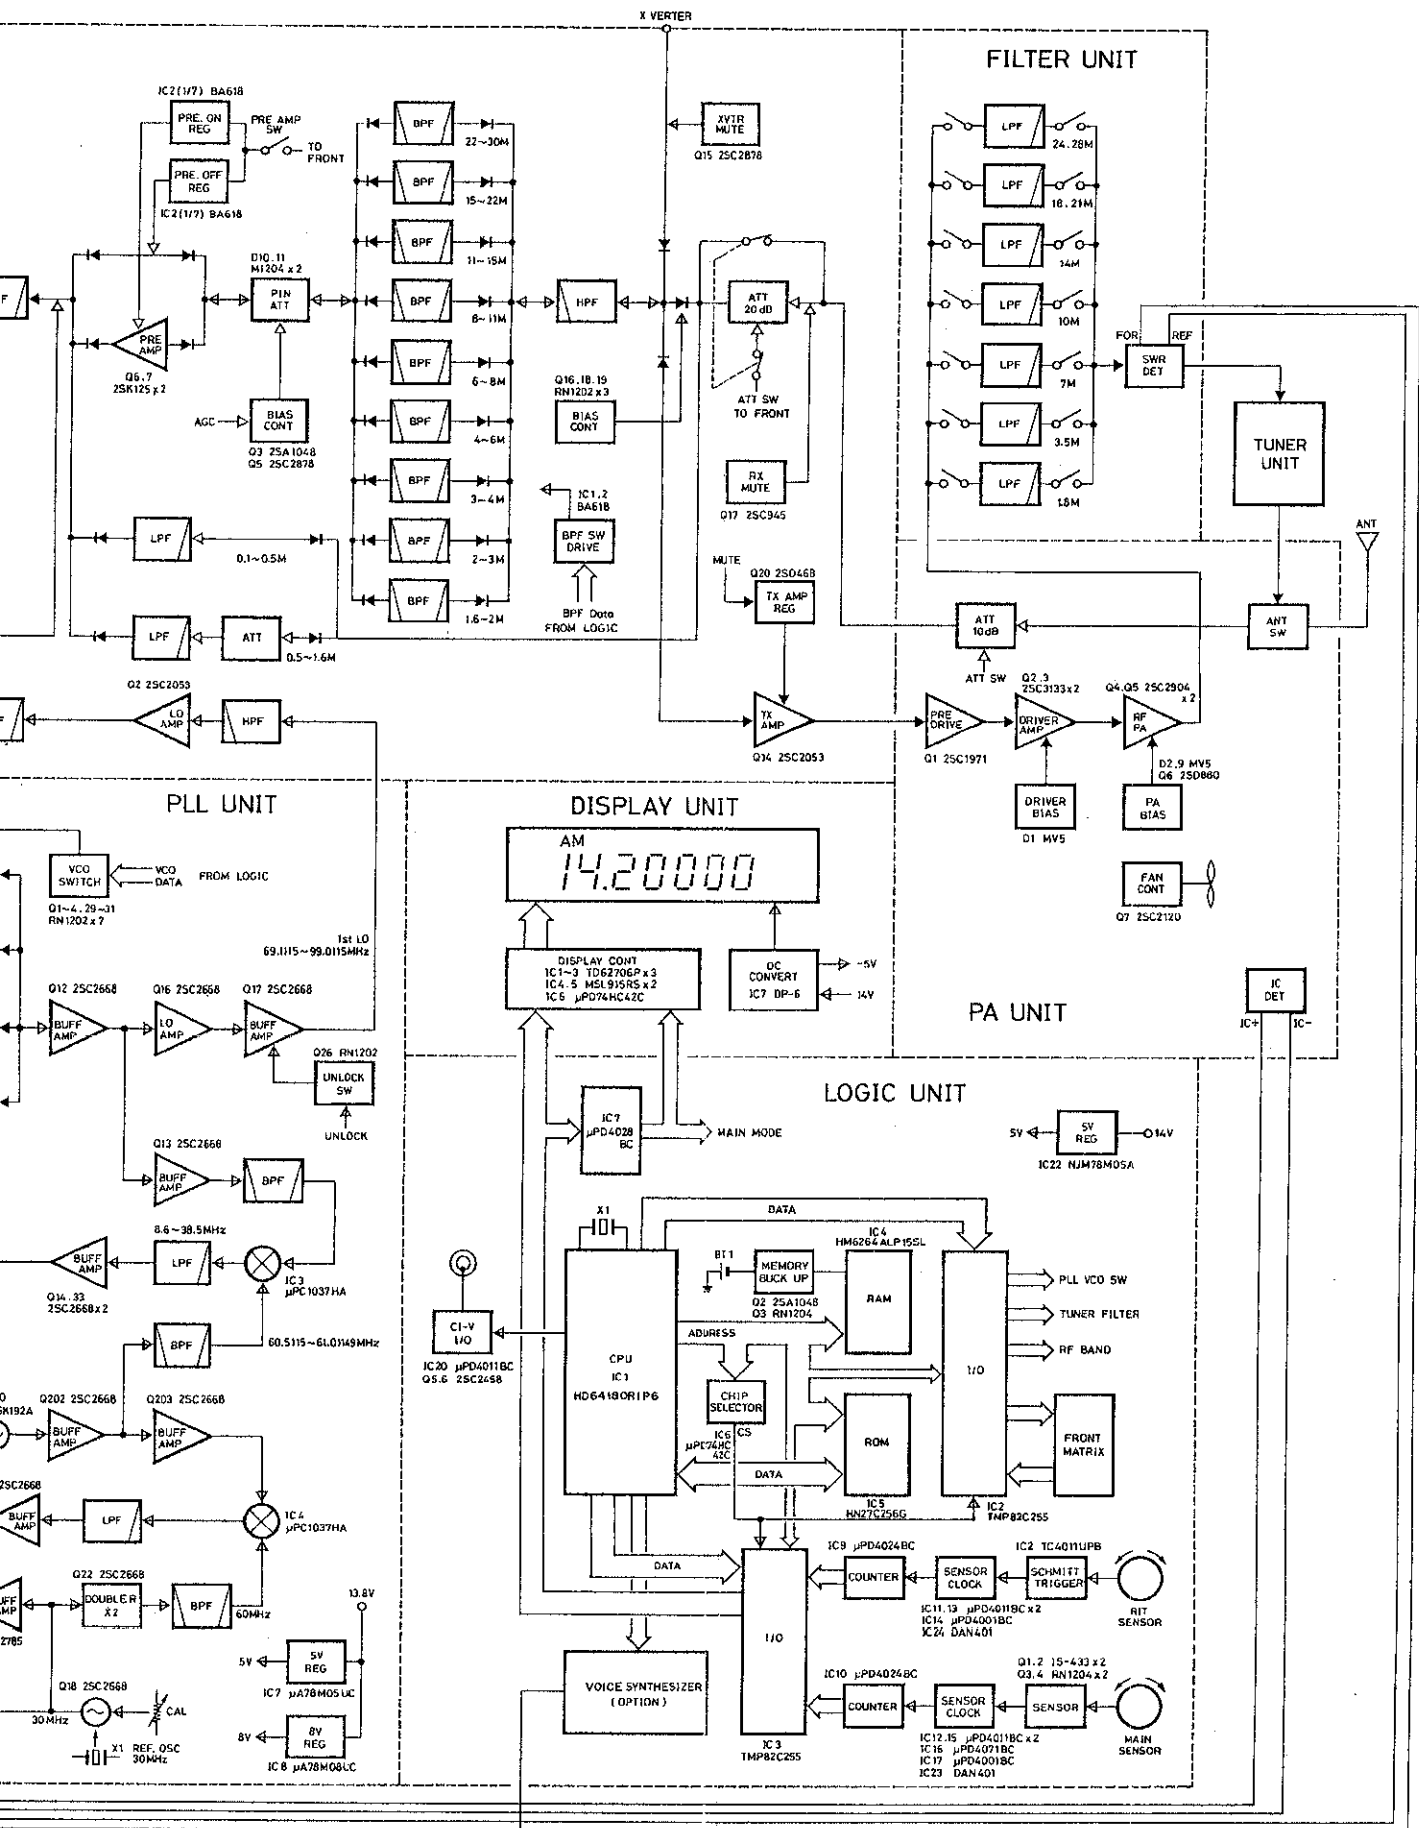 X VERTER
FILTER UNIT
IC2(1/7) BA618
PRE. ON
REG
PRE AMP
SW
TO
FRONT
PRE. OFF
REG
IC2(1/7) BA618
BPF
22~30M
BPF
15~22M
BPF
11~15M
BPF
8~11M
BPF
6~8M
BPF
4~6M
BPF
3~4M
BPF
2~3M
BPF
1.6~2M
XVTR
MUTE
Q15 2SC2878
LPF
24.28M
LPF
18.21M
LPF
14M
LPF
10M
LPF
7M
LPF
3.5M
LPF
1.8M
D10.11
MI204 x 2
PIN
ATT
F
PRE
AMP
Q6.7
2SK125 x 2
HPF
ATT
20dB
ATT SW
TO FRONT
FOR
REF
SWR
DET
TUNER
UNIT
AGC
BIAS
CONT
Q3 2SA1048
Q5 2SC2878
Q16.18.19
RN1202 x 3
BIAS
CONT
RX
MUTE
Q17 2SC945
IC1.2
BA618
BPF SW
DRIVE
BPF Data
FROM LOGIC
LPF
0.1~0.5M
LPF
ATT
0.5~1.6M
MUTE
Q20 2SD468
TX AMP
REG
ATT
10dB
ATT SW
ANT
SW
ANT
Q2 2SC2053
LO
AMP
HPF
F
TX
AMP
Q14 2SC2053
PRE
DRIVE
Q1 2SC1971
Q2.3
2SC3133x2
DRIVER
AMP
Q4.Q5 2SC2904
x 2
RF
PA
D2.9 MV5
Q6 2SD880
DRIVER
BIAS
D1 MV5
PA
BIAS
FAN
CONT
Q7 2SC2120
PLL UNIT
DISPLAY UNIT
AM
14.20000
VCO
SWITCH
VCO
DATA
FROM LOGIC
Q1~4.29~31
RN1202 x 7
1st LO
69.1115~99.0115MHz
DISPLAY CONT
IC1~3 TD62706P x 3
IC4.5 MSL915RS x 2
IC6 μPD74HC42C
DC
CONVERT
IC7 DP-6
-5V
14V
PA UNIT
IC
DET
IC+
IC-
Q12 2SC2668
BUFF
AMP
Q16 2SC2668
LO
AMP
Q17 2SC2668
BUFF
AMP
Q26 RN1202
UNLOCK
SW
UNLOCK
LOGIC UNIT
IC7
μPD4028
BC
MAIN MODE
5V
5V
REG
14V
IC22 NJM78M05A
Q13 2SC2668
BUFF
AMP
BPF
8.6~38.5MHz
BUFF
AMP
Q14.33
2SC2668x2
LPF
IC3
μPC1037HA
BPF
60.5115~61.01149MHz
X1
DATA
IC4
HM6264ALP15SL
BT1
MEMORY
BUCK UP
Q2 2SA1048
Q3 RN1204
RAM
ADDRESS
CI-V
I/O
IC20 μPD4011BC
Q5.6 2SC2458
CPU
IC1
HD64180R1P6
CHIP
SELECTOR
IC6
μPD74HC
42C
CS
ROM
DATA
IC5
HN27C256G
I/O
IC2
TMP82C255
PLL VCO SW
TUNER FILTER
RF BAND
FRONT
MATRIX
SK192A
Q202 2SC2668
BUFF
AMP
Q203 2SC2668
BUFF
AMP
2SC2668
BUFF
AMP
LPF
IC4
μPC1037HA
Q22 2SC2668
DOUBLER
X2
BPF
60MHz
2785
13.8V
5V
5V
REG
IC7 μA78M05UC
8V
8V
REG
IC8 μA78M08UC
Q18 2SC2668
30MHz
CAL
X1 REF. OSC
30MHz
DATA
I/O
IC3
TMP82C255
VOICE SYNTHESIZER
(OPTION)
IC9 μPD4024BC
COUNTER
SENSOR
CLOCK
IC11.13 μPD4011BC x 2
IC14 μPD4001BC
IC24 DAN401
IC2 TC4011UPB
SCHMITT
TRIGGER
RIT
SENSOR
IC10 μPD4024BC
COUNTER
SENSOR
CLOCK
IC12.15 μPD4011BC x 2
IC16 μPD4071BC
IC17 μPD4001BC
IC23 DAN401
Q1.2 IS-433 x 2
Q3.4 RN1204 x 2
SENSOR
MAIN
SENSOR